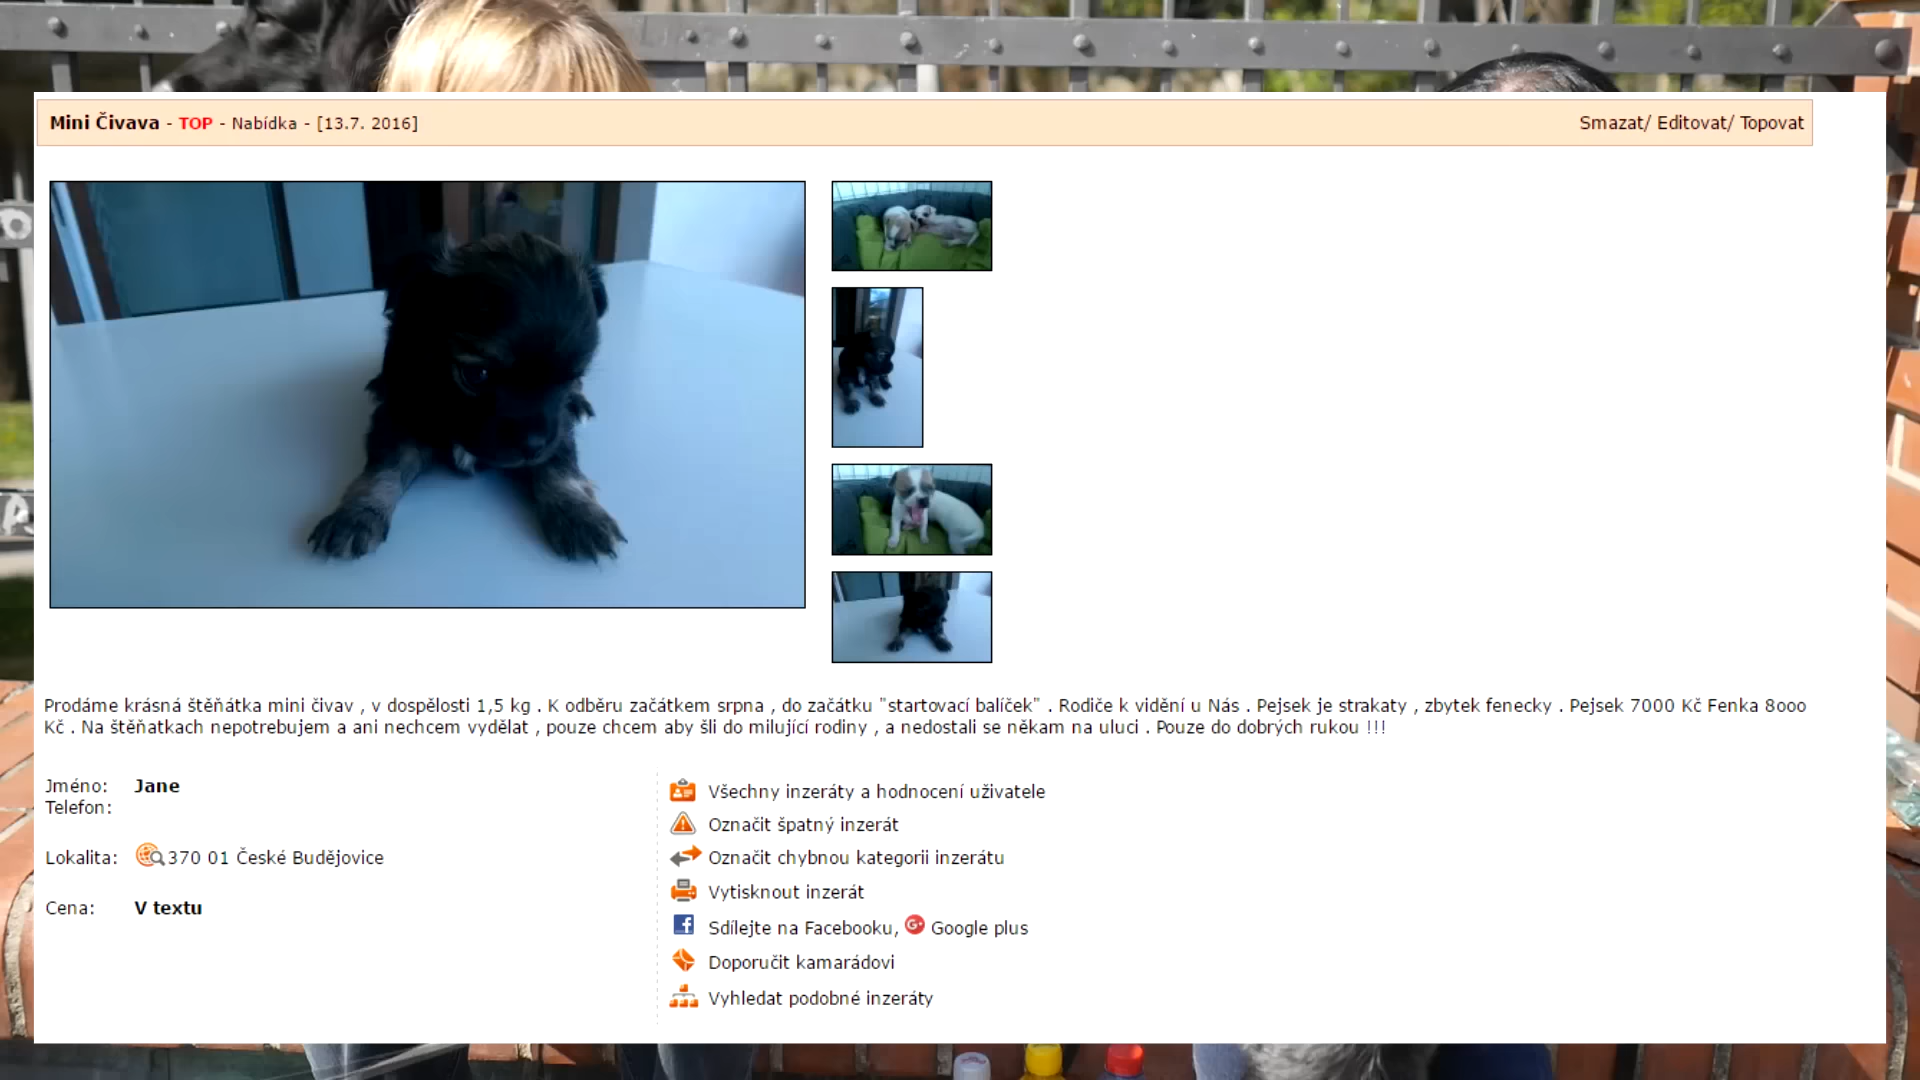 Mini Čivava - TOP - Nabídka - [13.7. 2016]
Smazat/ Editovat/ Topovat
Prodáme krásná štěňátka mini čivav , v dospělosti 1,5 kg . K odběru začátkem srpna , do začátku "startovací balíček" . Rodiče k vidění u Nás . Pejsek je strakaty , zbytek fenecky . Pejsek 7000 Kč Fenka 8ooo
Kč . Na štěňatkach nepotrebujem a ani nechcem vydělat , pouze chcem aby šli do milující rodiny , a nedostali se někam na uluci . Pouze do dobrých rukou !!!
Jméno: Jane
Telefon:
Lokalita: 370 01 České Budějovice
Cena: V textu
Všechny inzeráty a hodnocení uživatele
Označit špatný inzerát
Označit chybnou kategorii inzerátu
Vytisknout inzerát
Sdílejte na Facebooku, G+ Google plus
Doporučit kamarádovi
Vyhledat podobné inzeráty